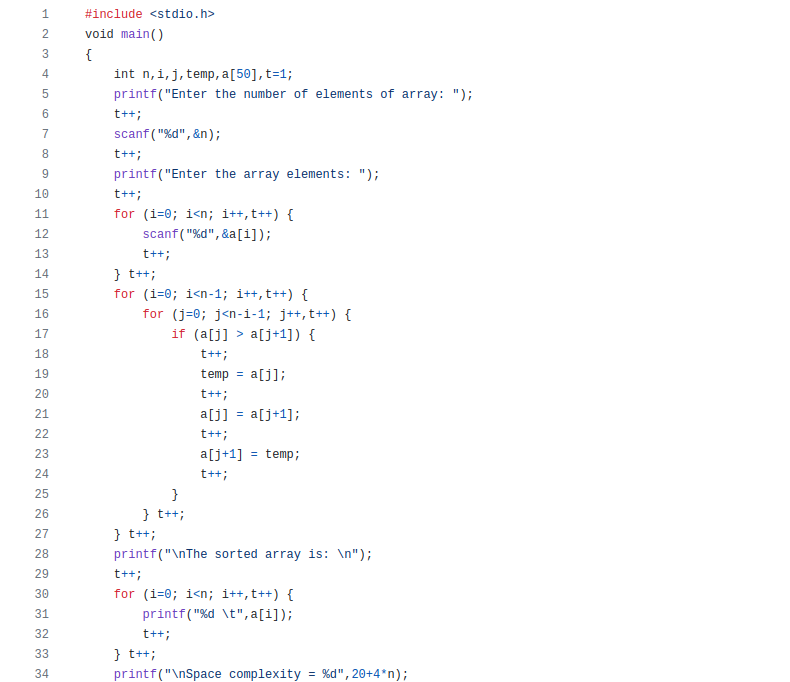 1 #include <stdio.h>
2 void main()
3 {
4     int n,i,j,temp,a[50],t=1;
5     printf("Enter the number of elements of array: ");
6     t++;
7     scanf("%d",&n);
8     t++;
9     printf("Enter the array elements: ");
10     t++;
11     for (i=0; i<n; i++,t++) {
12         scanf("%d",&a[i]);
13         t++;
14     } t++;
15     for (i=0; i<n-1; i++,t++) {
16         for (j=0; j<n-i-1; j++,t++) {
17             if (a[j] > a[j+1]) {
18                 t++;
19                 temp = a[j];
20                 t++;
21                 a[j] = a[j+1];
22                 t++;
23                 a[j+1] = temp;
24                 t++;
25             }
26         } t++;
27     } t++;
28     printf("\nThe sorted array is: \n");
29     t++;
30     for (i=0; i<n; i++,t++) {
31         printf("%d \t",a[i]);
32         t++;
33     } t++;
34     printf("\nSpace complexity = %d",20+4*n);